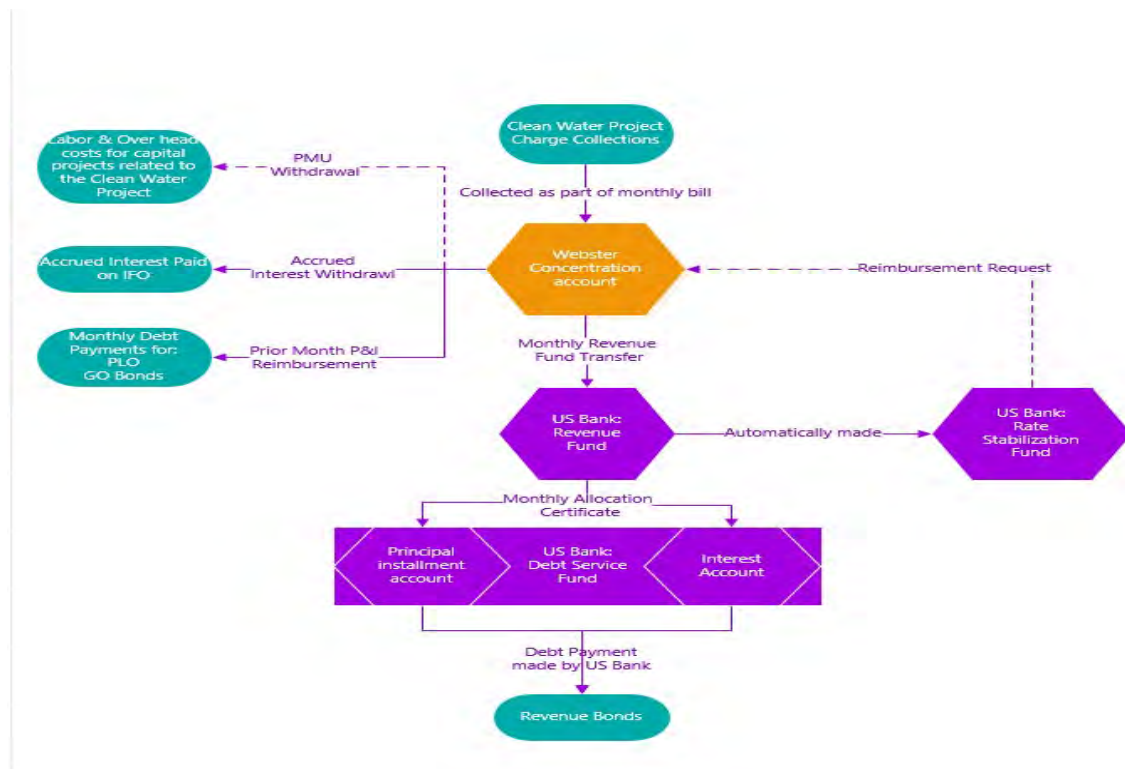 Clean Water Project
Charge Collections
Labor & Over head
costs for capital
projects related to
the Clean Water
Project
PMU
Withdrawal
Collected as part of monthly bill
Accrued Interest Paid
on IFO
Accrued
Interest Withdrawl
Webster
Concentration
account
Reimbursement Request
Monthly Debt
Payments for:
PLO
GO Bonds
Prior Month P&I
Reimbursement
Monthly Revenue
Fund Transfer
US Bank:
Revenue
Fund
Automatically made
US Bank:
Rate
Stabilization
Fund
Monthly Allocation
Certificate
Principal
installment
account
US Bank:
Debt Service
Fund
Interest
Account
Debt Payment
made by US Bank
Revenue Bonds